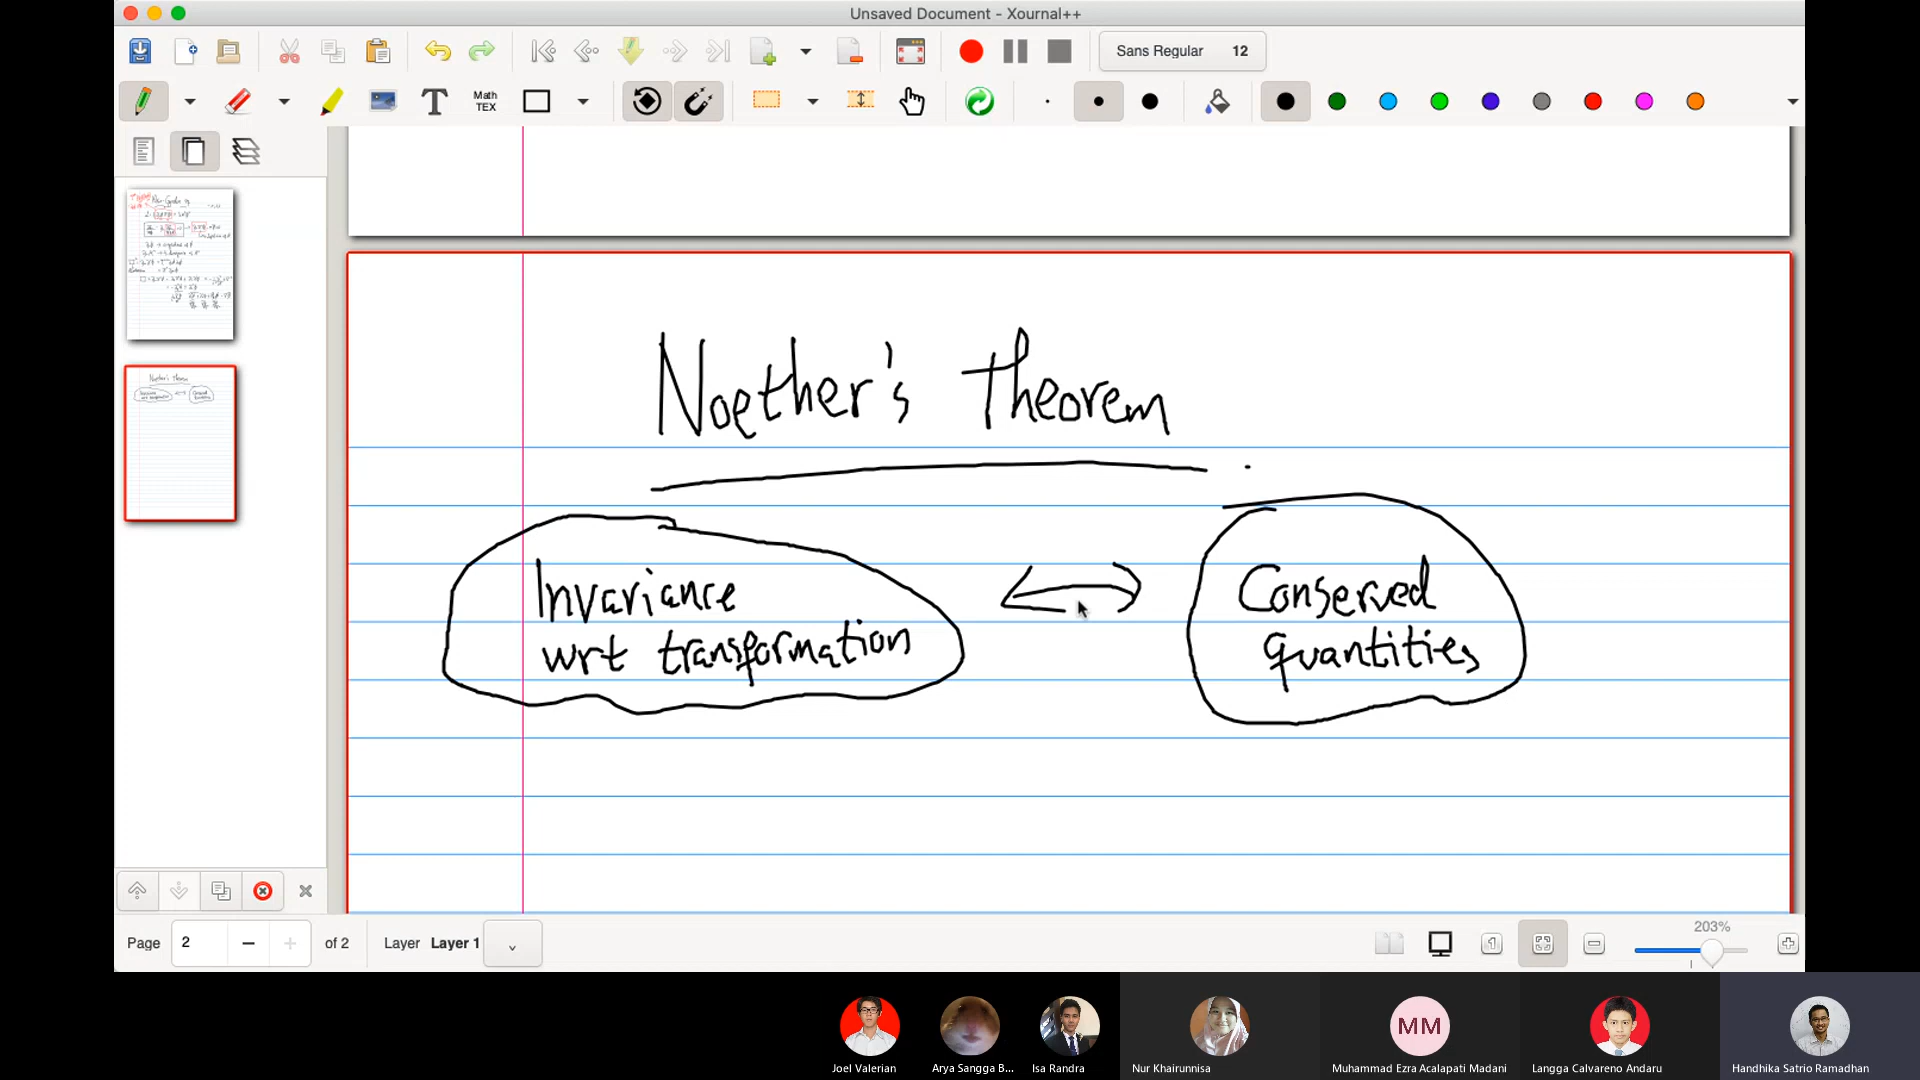 Unsaved Document - Xournal++
Sans Regular 12
Math
TEX
Noether's Theorem
Invariance
wrt transformation
Conserved
quantities
Page 2 of 2 Layer Layer 1
203%
1
MM
Joel Valerian
Arya Sangga B...
Isa Randra
Nur Khairunnisa
Muhammad Ezra Acalapati Madani
Langga Calvareno Andaru
Handhika Satrio Ramadhan